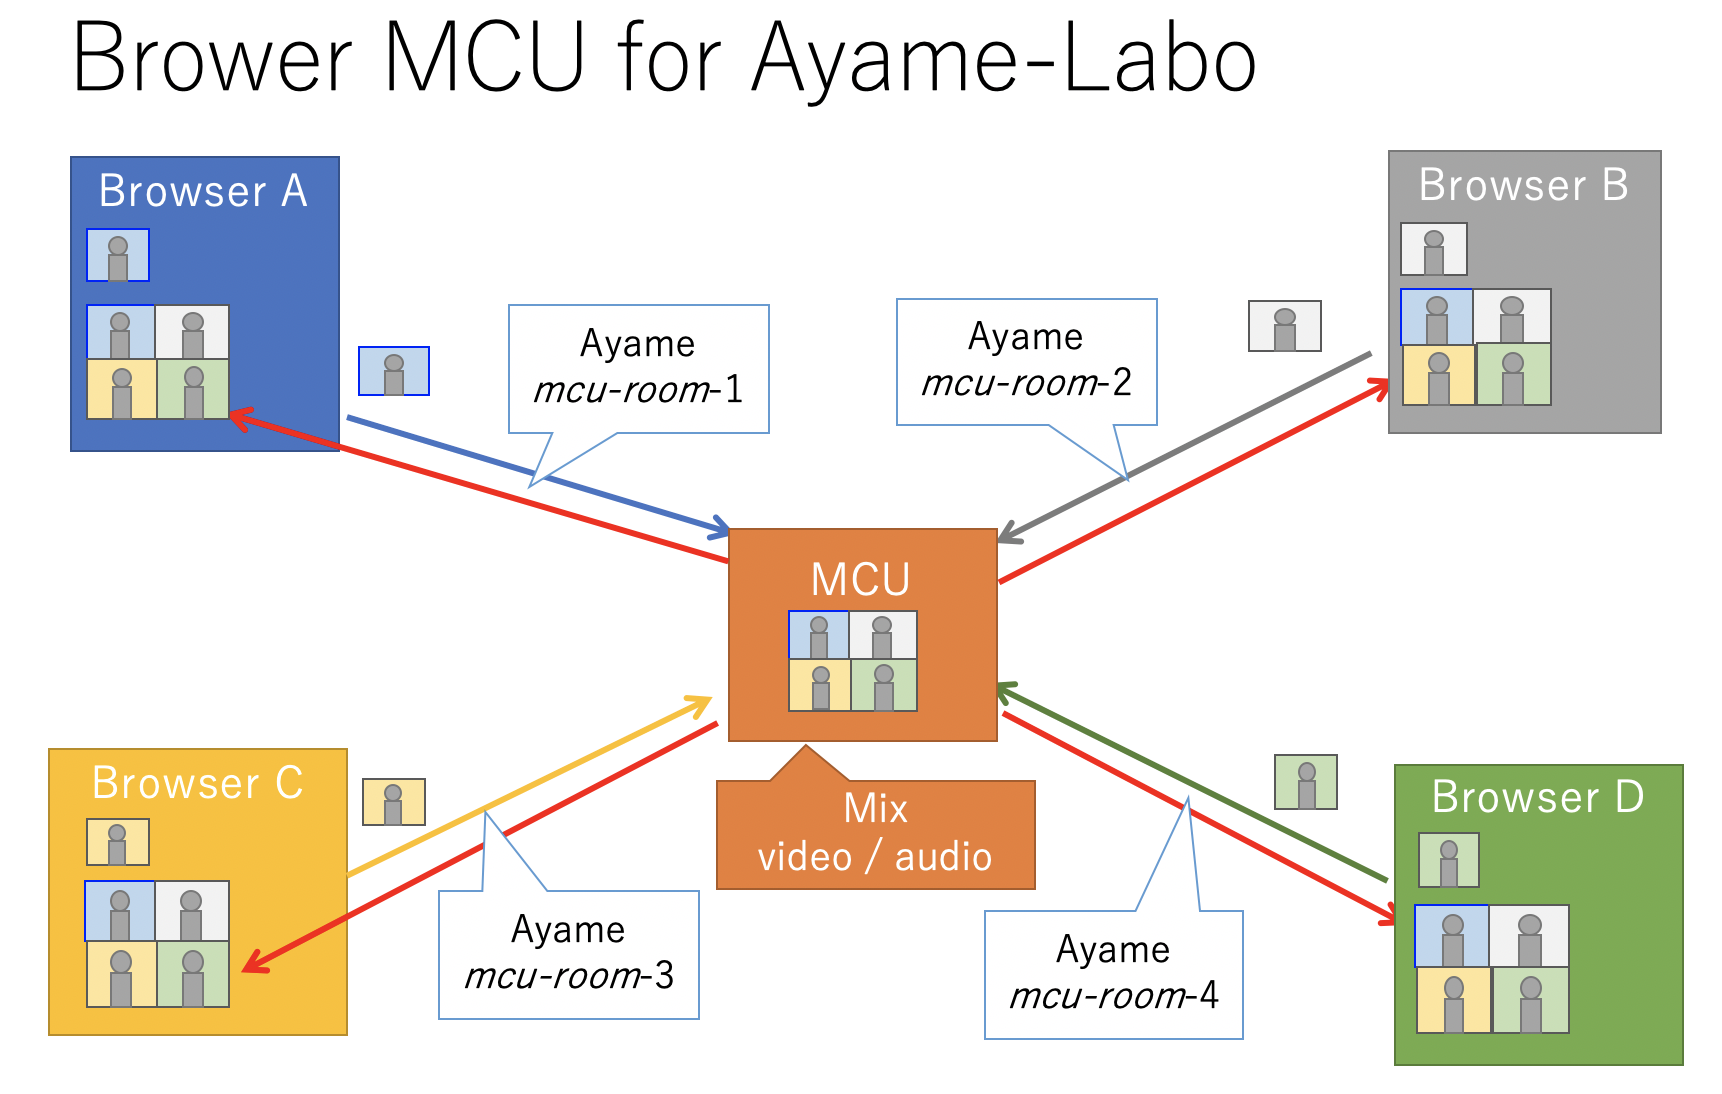 Brower MCU for Ayame-Labo
Browser A
Browser B
Ayame
mcu-room-1
Ayame
mcu-room-2
MCU
Mix
video / audio
Browser C
Browser D
Ayame
mcu-room-3
Ayame
mcu-room-4